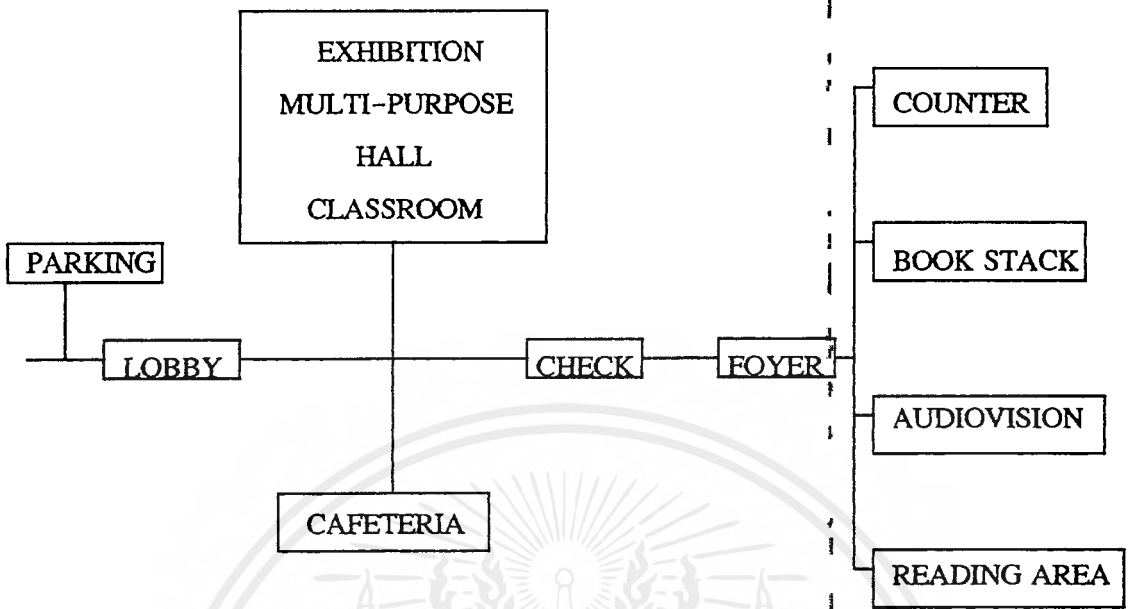 EXHIBITION
MULTI-PURPOSE
HALL
CLASSROOM
PARKING
LOBBY
CHECK
FOYER
CAFETERIA
COUNTER
BOOK STACK
AUDIOVISION
READING AREA